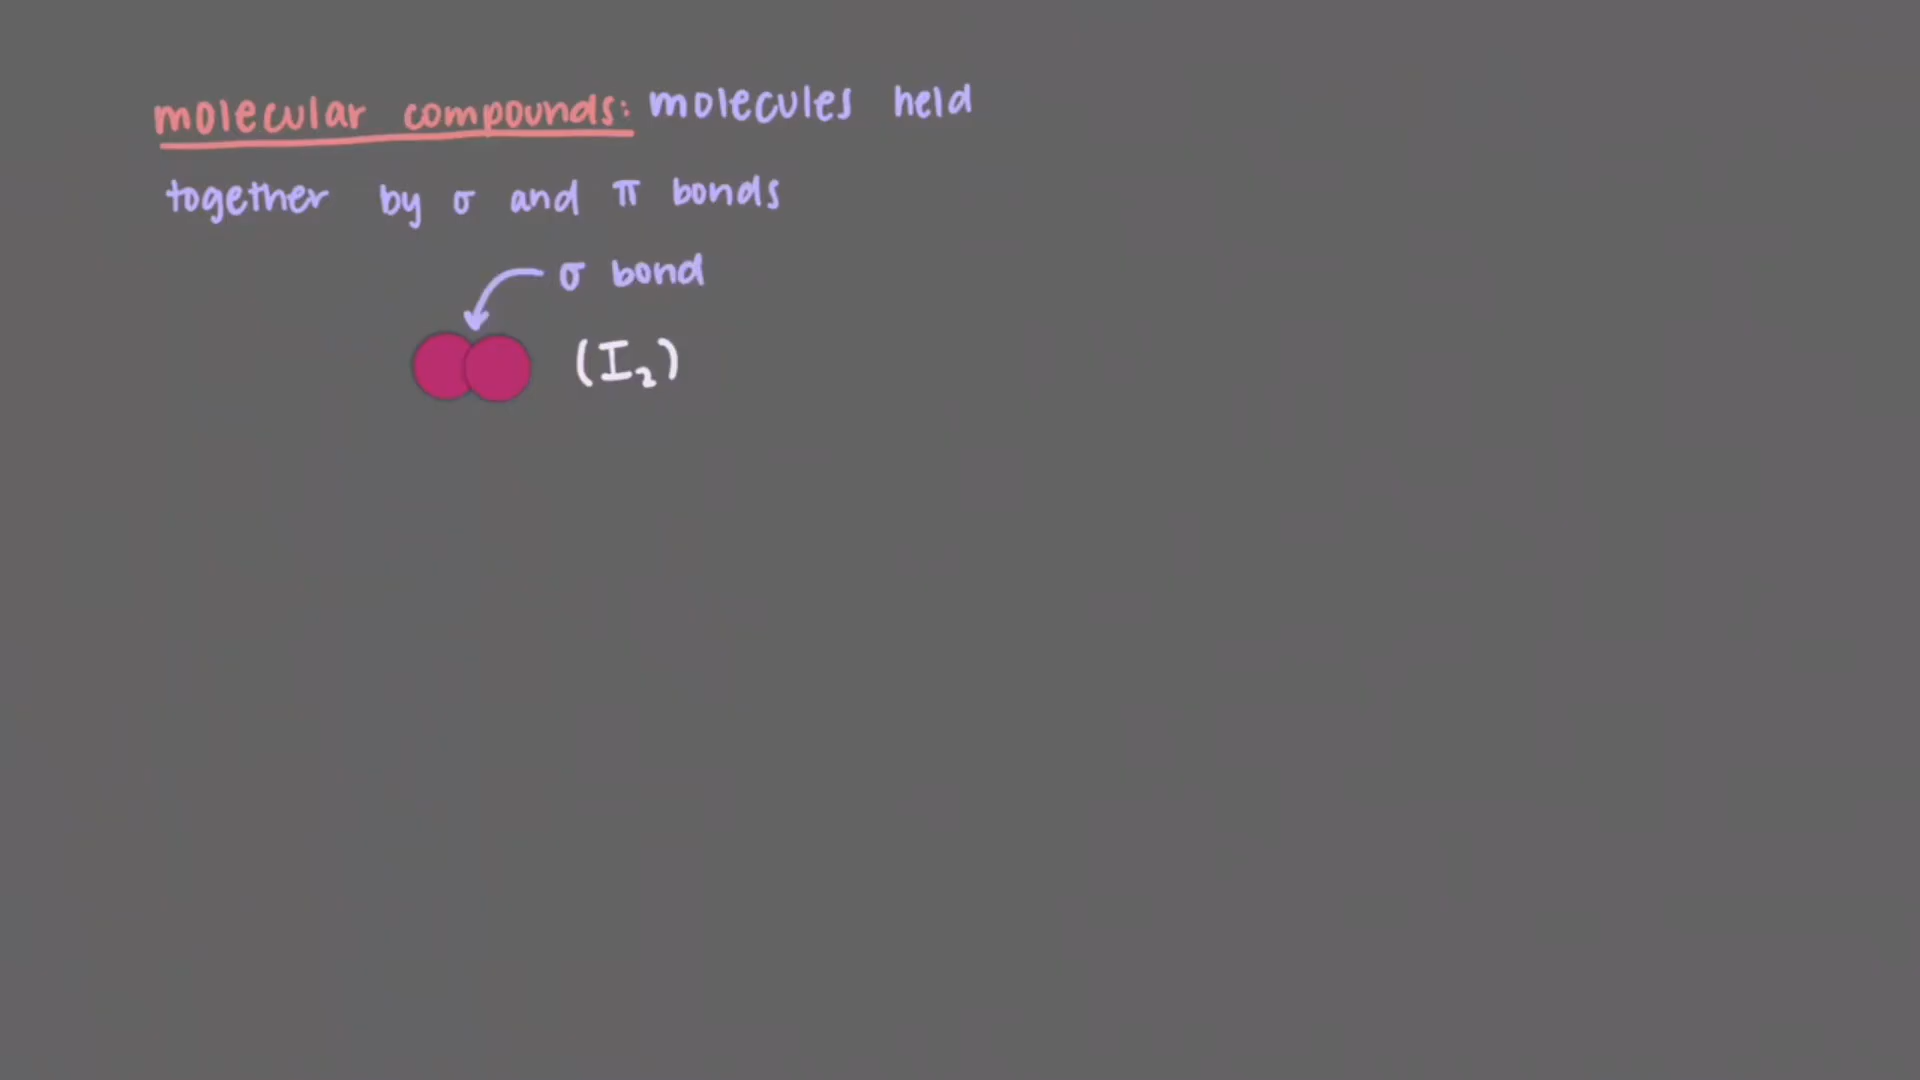 molecular compounds: molecules held
together by σ and π bonds
σ bond
(I₂)